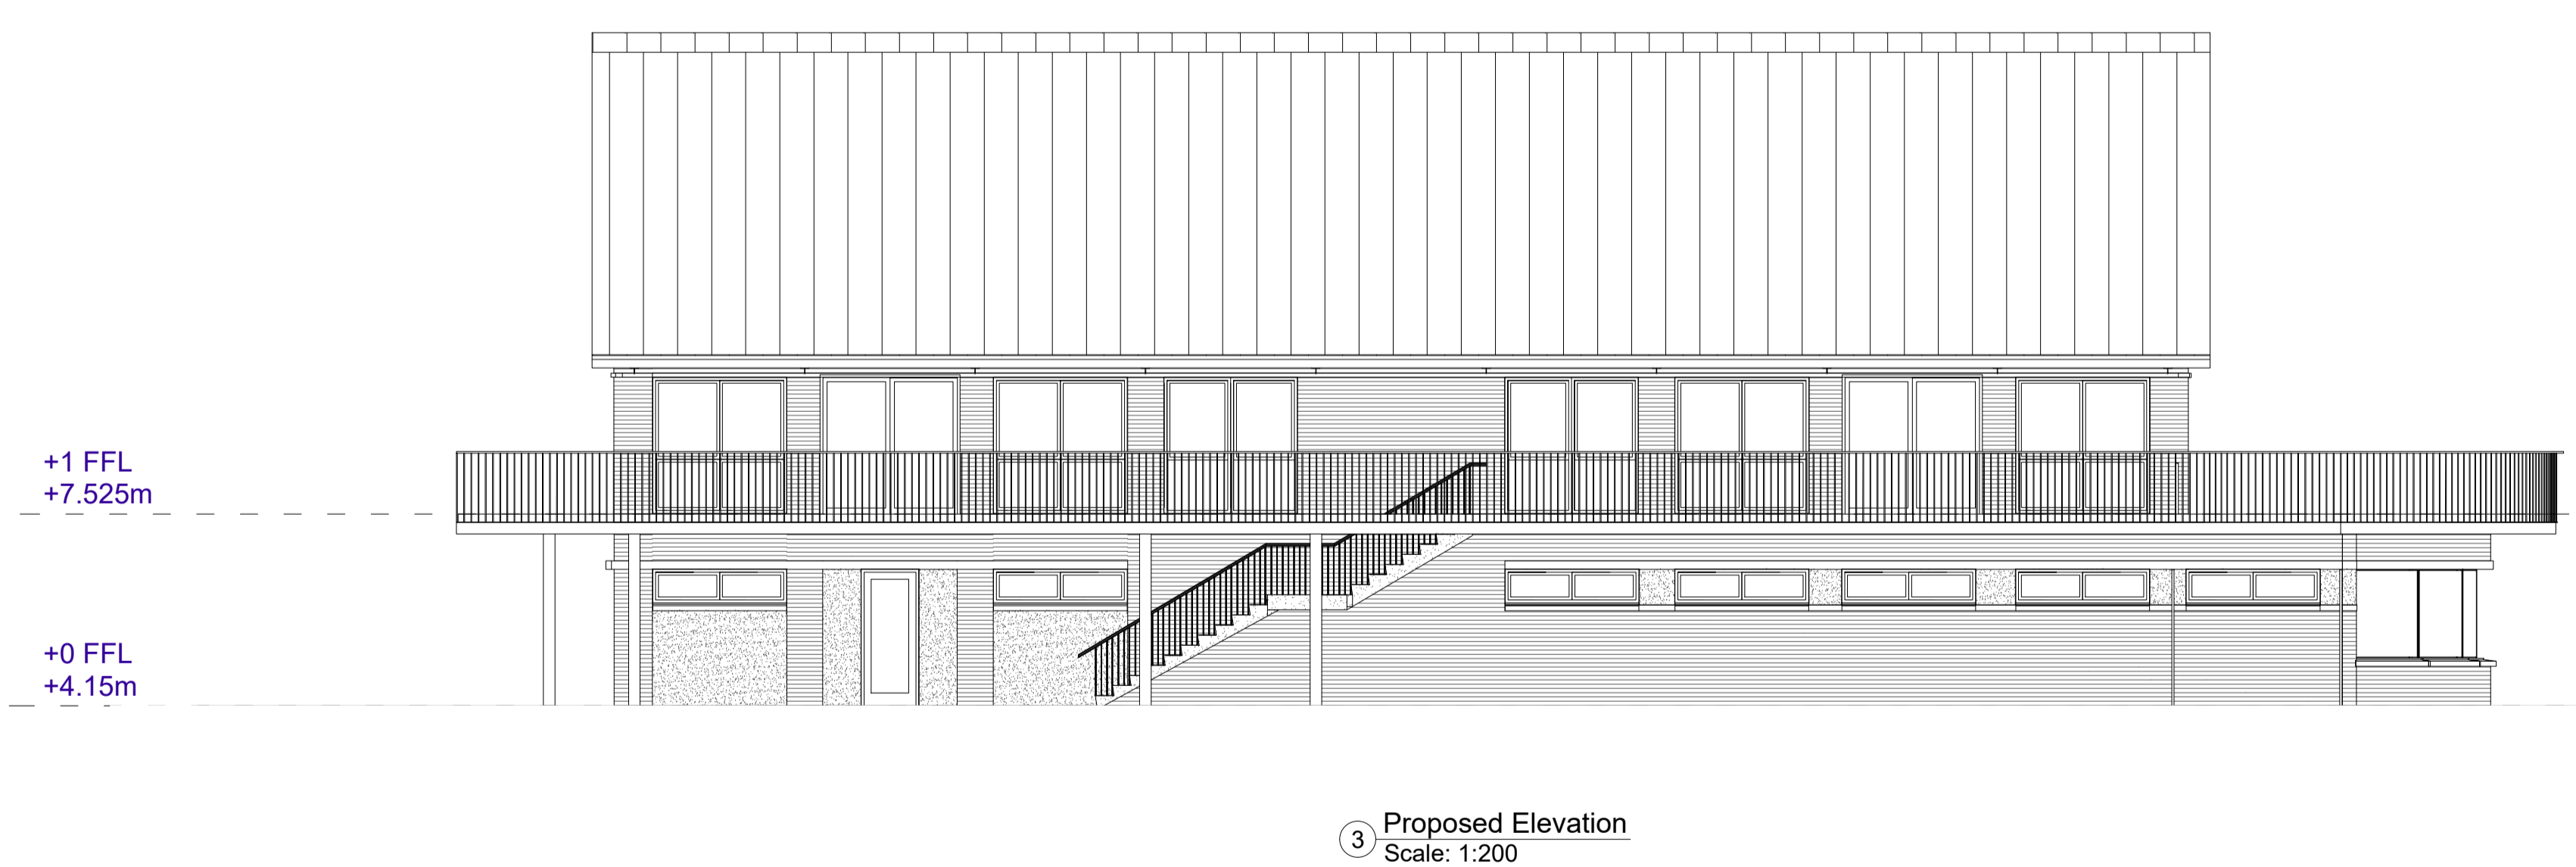 +1 FFL
+7.525m
+0 FFL
+4.15m
3 Proposed Elevation
Scale: 1:200